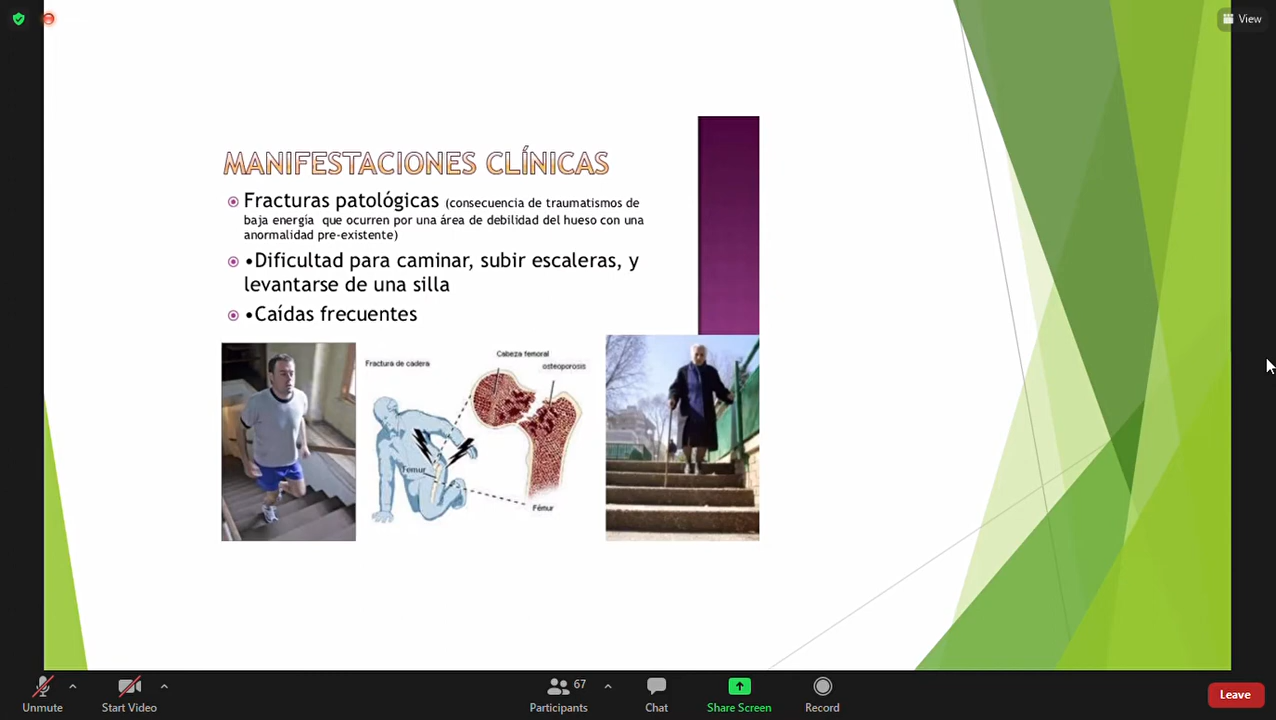 View
MANIFESTACIONES CLÍNICAS
Fracturas patológicas (consecuencia de traumatismos de
baja energía que ocurren por una área de debilidad del hueso con una
anormalidad pre-existente)
•Dificultad para caminar, subir escaleras, y
levantarse de una silla
•Caídas frecuentes
Fractura de cadera
Cabeza femoral
osteoporosis
Femur
Fémur
Unmute
Start Video
67
Participants
Chat
Share Screen
Record
Leave